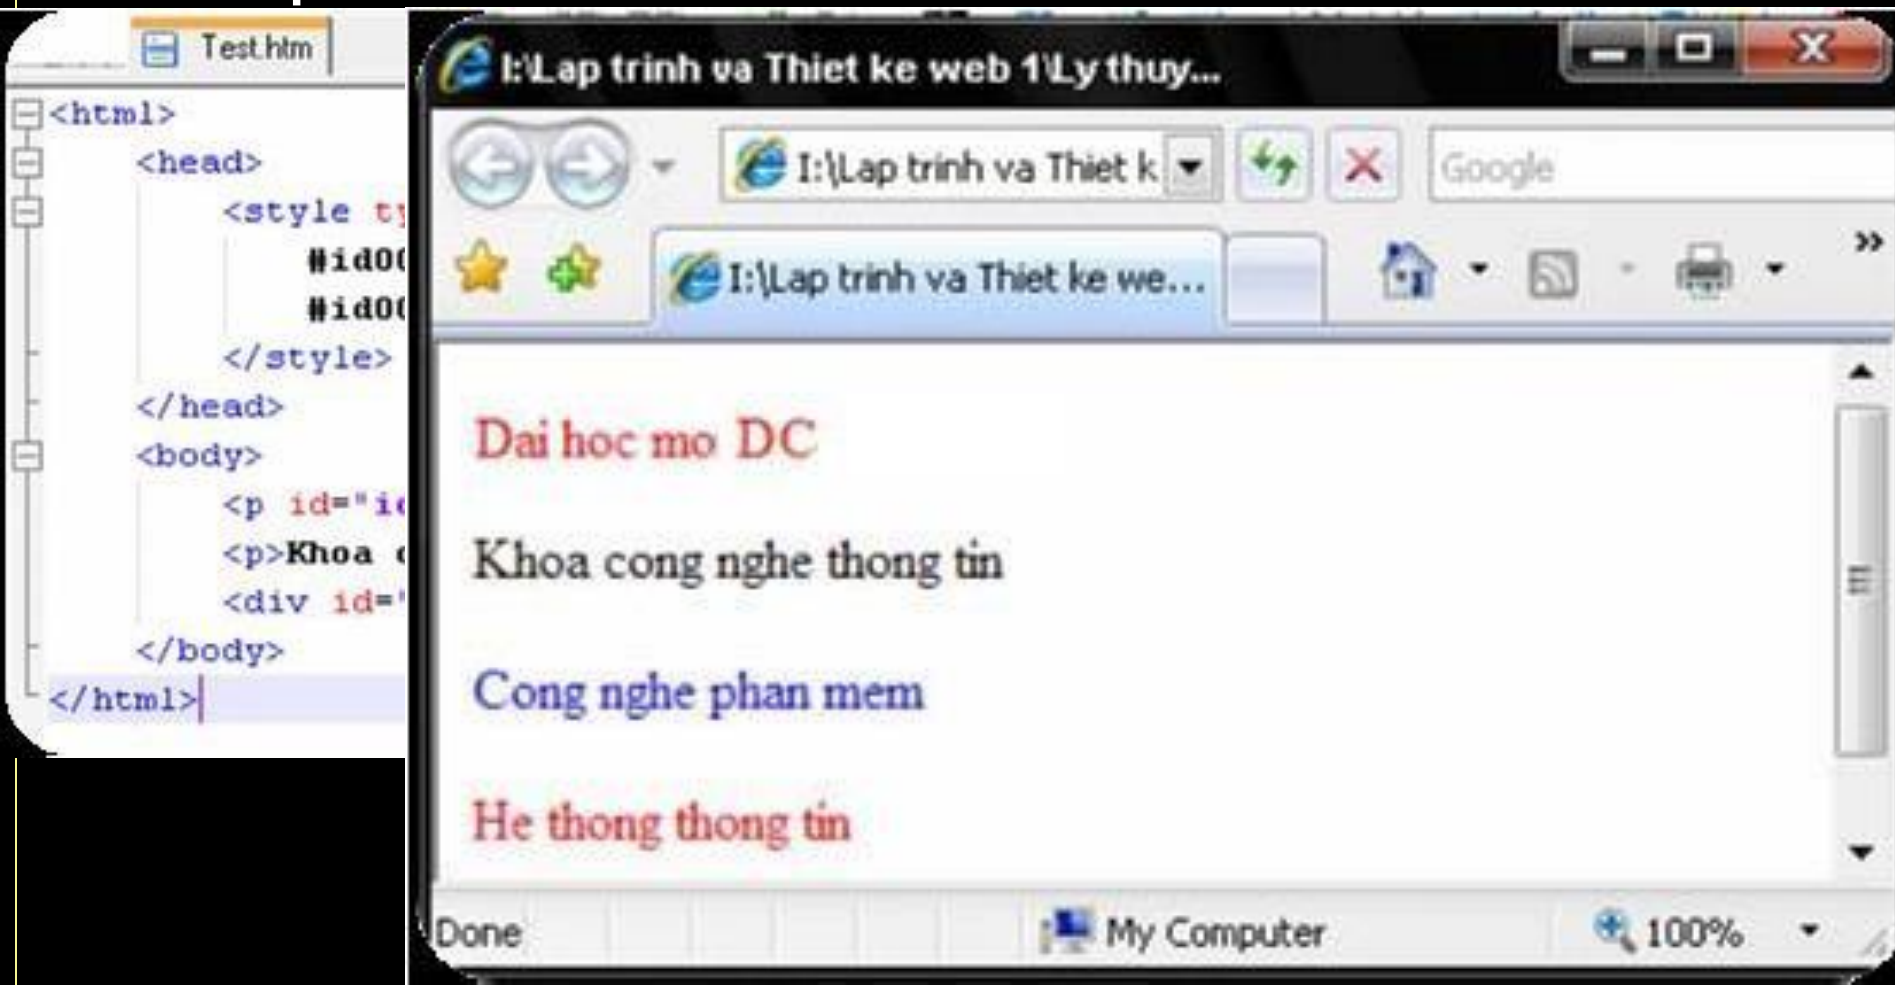 Test.htm
<html>
<head>
<style
#id00
#id00
</style>
</head>
<body>
<p id="
<p>Khoa
<div id="
</body>
</html>
I:\Lap trinh va Thiet ke web 1\Ly thuy...
I:\Lap trinh va Thiet k
Google
I:\Lap trinh va Thiet ke we...
Dai hoc mo DC
Khoa cong nghe thong tin
Cong nghe phan mem
He thong thong tin
Done
My Computer
100%